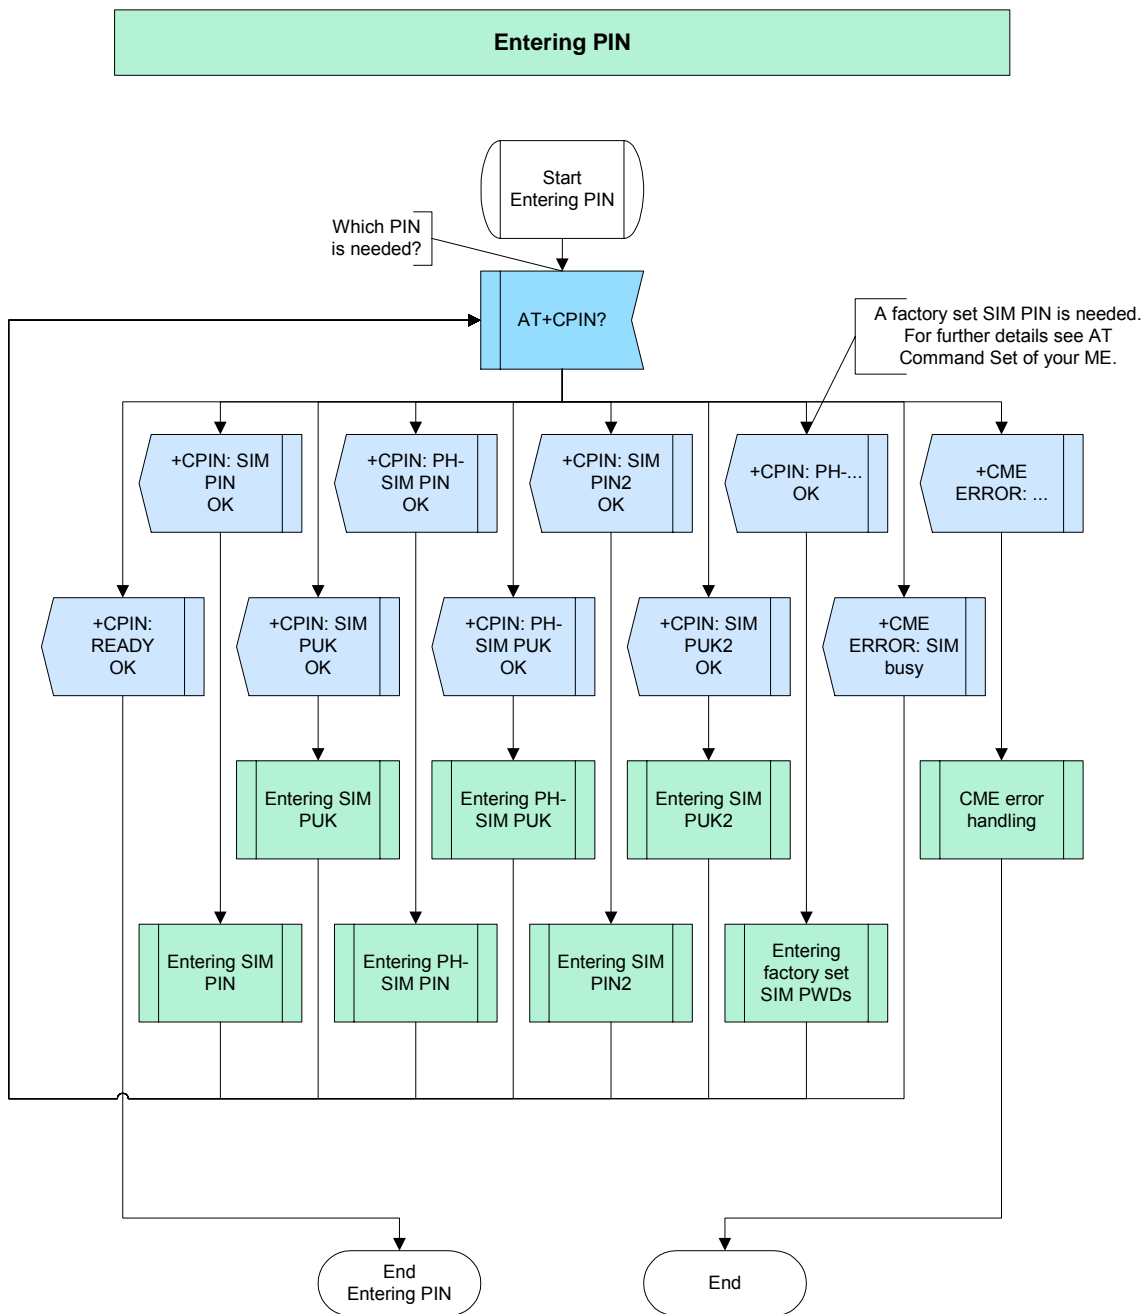 Entering PIN
Start
Entering PIN
Which PIN
is needed?
AT+CPIN?
A factory set SIM PIN is needed.
For further details see AT
Command Set of your ME.
+CPIN: SIM
PIN
OK
+CPIN: PH-
SIM PIN
OK
+CPIN: SIM
PIN2
OK
+CPIN: PH-...
OK
+CME
ERROR: ...
+CPIN:
READY
OK
+CPIN: SIM
PUK
OK
+CPIN: PH-
SIM PUK
OK
+CPIN: SIM
PUK2
OK
+CME
ERROR: SIM
busy
Entering SIM
PUK
Entering PH-
SIM PUK
Entering SIM
PUK2
CME error
handling
Entering SIM
PIN
Entering PH-
SIM PIN
Entering SIM
PIN2
Entering
factory set
SIM PWDs
End
Entering PIN
End